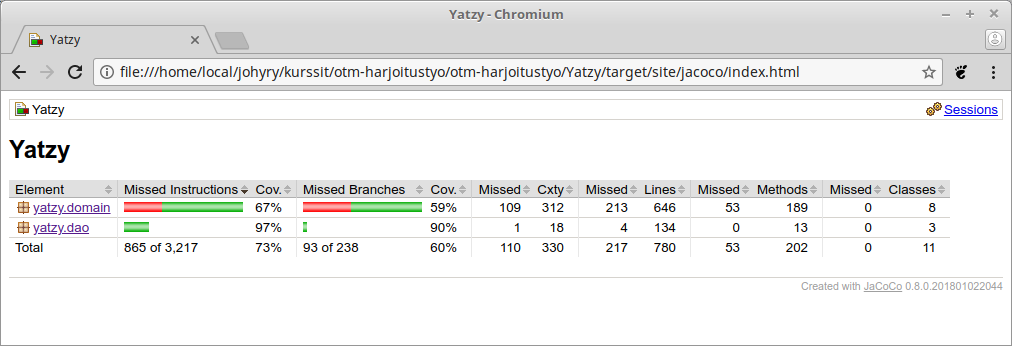 Yatzy - Chromium
Yatzy
file:///home/local/johyry/kurssit/otm-harjoitustyo/otm-harjoitustyo/Yatzy/target/site/jacoco/index.html
Yatzy Sessions
Yatzy
Element Missed Instructions Cov. Missed Branches Cov. Missed Cxty Missed Lines Missed Methods Missed Classes
yatzy.domain 67% 59% 109 312 213 646 53 189 0 8
yatzy.dao 97% 90% 1 18 4 134 0 13 0 3
Total 865 of 3,217 73% 93 of 238 60% 110 330 217 780 53 202 0 11
Created with JaCoCo 0.8.0.201801022044